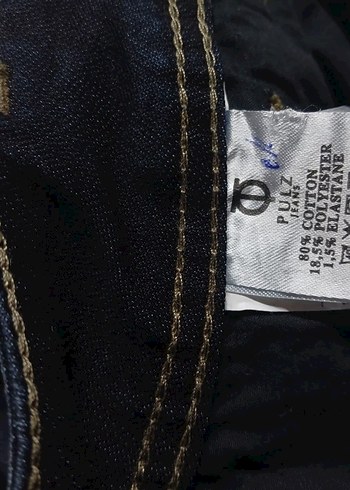 PULZ
JEANS
80% COTTON
18,5% POLYESTER
1,5% ELASTANE